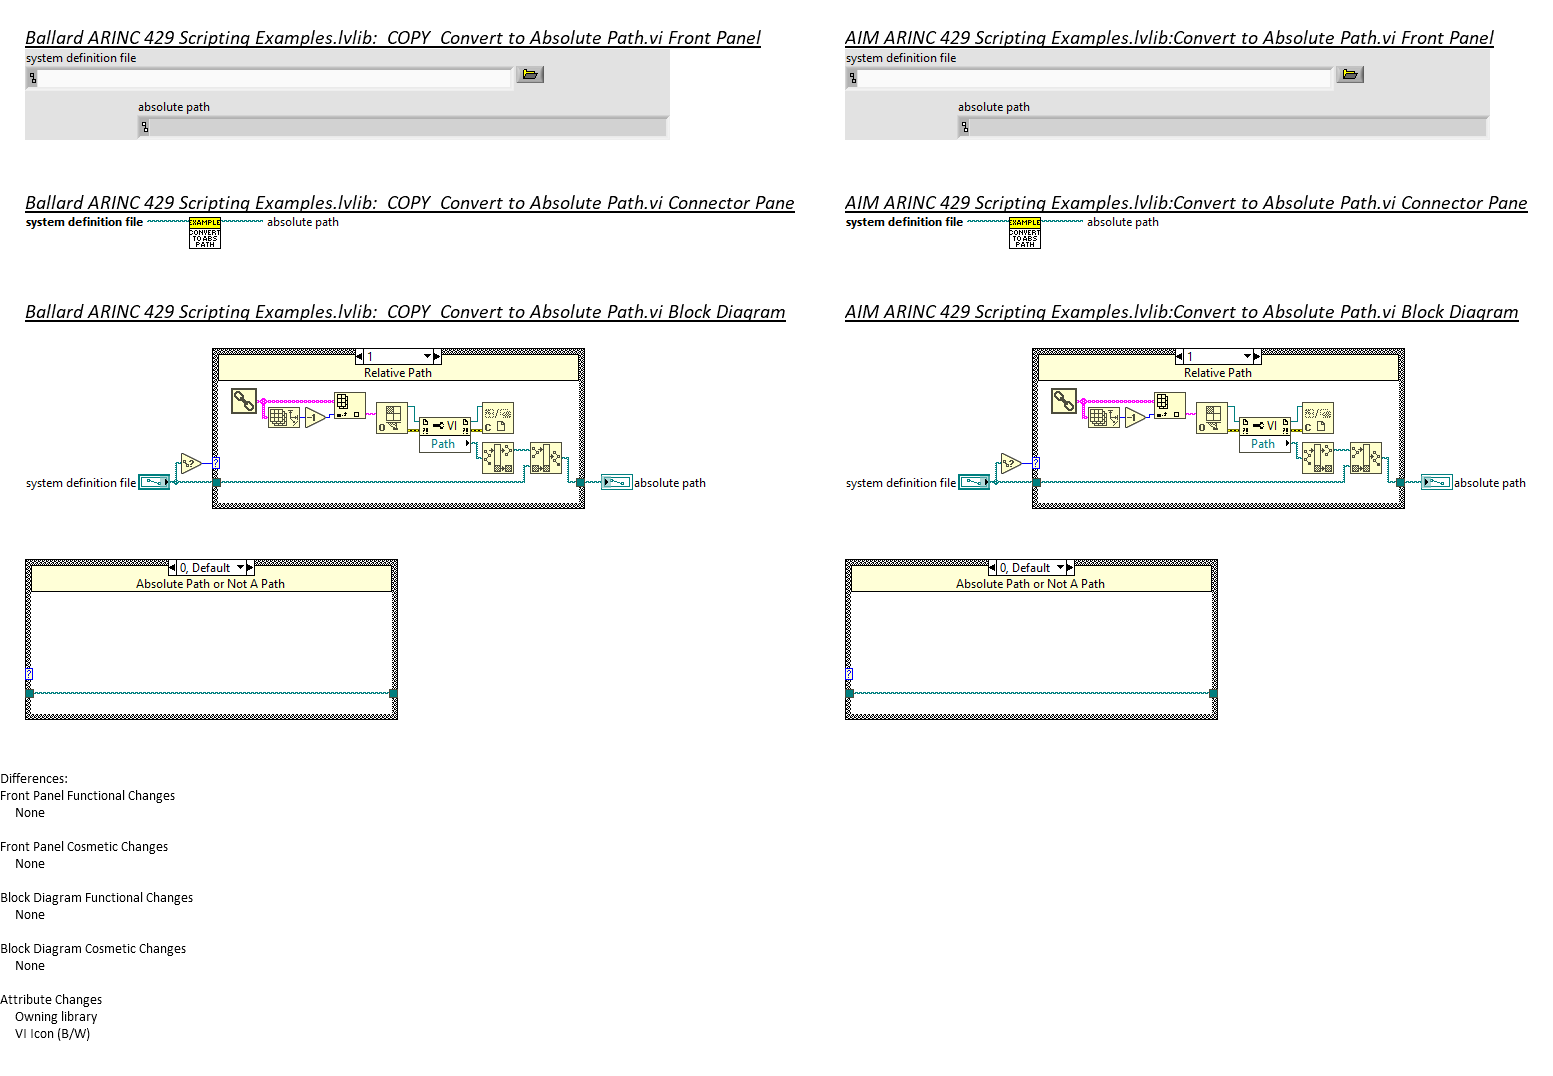 Ballard ARINC 429 Scripting Examples.lvlib:_COPY_Convert to Absolute Path.vi Front Panel
system definition file
absolute path
Ballard ARINC 429 Scripting Examples.lvlib:_COPY_Convert to Absolute Path.vi Connector Pane
system definition file
EXAMPLE
CONVERT
TO ABS
PATH
absolute path
Ballard ARINC 429 Scripting Examples.lvlib:_COPY_Convert to Absolute Path.vi Block Diagram
1
Relative Path
-1
0
VI
C
Path
?
?
system definition file
absolute path
0, Default
Absolute Path or Not A Path
?
AIM ARINC 429 Scripting Examples.lvlib:Convert to Absolute Path.vi Front Panel
system definition file
absolute path
AIM ARINC 429 Scripting Examples.lvlib:Convert to Absolute Path.vi Connector Pane
system definition file
EXAMPLE
CONVERT
TO ABS
PATH
absolute path
AIM ARINC 429 Scripting Examples.lvlib:Convert to Absolute Path.vi Block Diagram
1
Relative Path
-1
0
VI
C
Path
?
?
system definition file
absolute path
0, Default
Absolute Path or Not A Path
?
Differences:
Front Panel Functional Changes
None
Front Panel Cosmetic Changes
None
Block Diagram Functional Changes
None
Block Diagram Cosmetic Changes
None
Attribute Changes
Owning library
VI Icon (B/W)